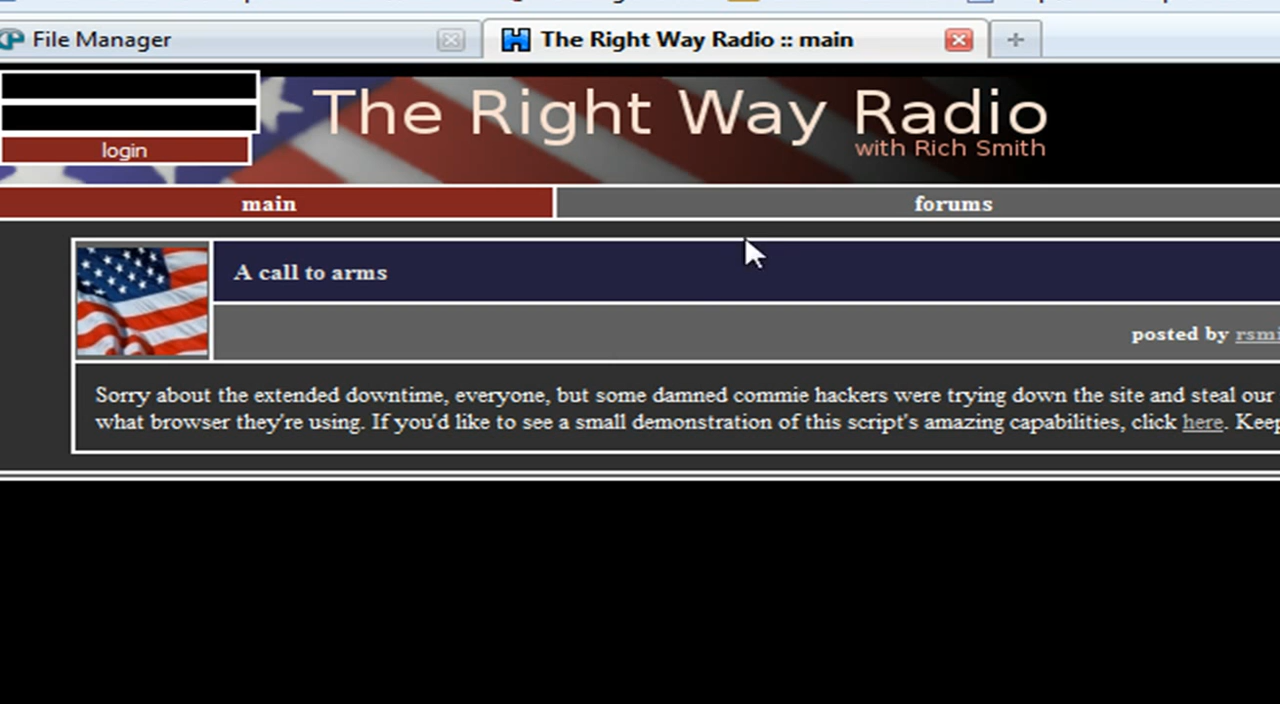 File Manager
The Right Way Radio :: main
The Right Way Radio
with Rich Smith
login
main
forums
A call to arms
posted by
Sorry about the extended downtime, everyone, but some damned commie hackers were trying down the site and steal our
what browser they're using. If you'd like to see a small demonstration of this script's amazing capabilities, click here. Keep